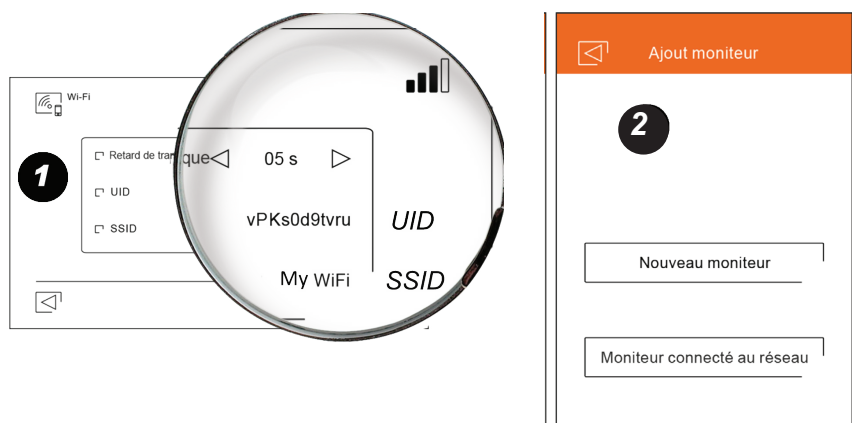 Wi-Fi
1
Retard de tra que 05 s
UID vPKs0d9tvru UID
SSID My WiFi SSID
Ajout moniteur
2
Nouveau moniteur
Moniteur connecté au réseau